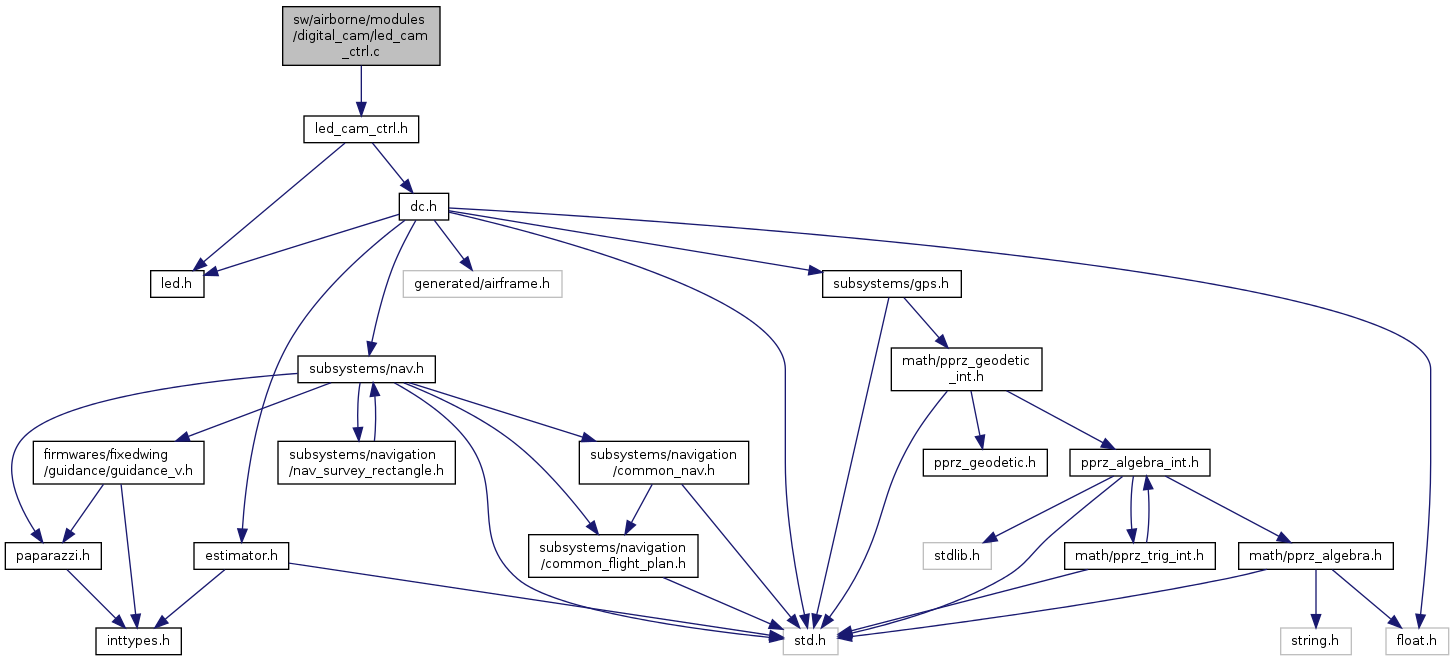 sw/airborne/modules
/digital_cam/led_cam
_ctrl.c
led_cam_ctrl.h
dc.h
led.h
generated/airframe.h
subsystems/gps.h
subsystems/nav.h
math/pprz_geodetic
_int.h
firmwares/fixedwing
/guidance/guidance_v.h
subsystems/navigation
/nav_survey_rectangle.h
subsystems/navigation
/common_nav.h
pprz_geodetic.h
pprz_algebra_int.h
paparazzi.h
estimator.h
subsystems/navigation
/common_flight_plan.h
stdlib.h
math/pprz_trig_int.h
math/pprz_algebra.h
inttypes.h
std.h
string.h
float.h